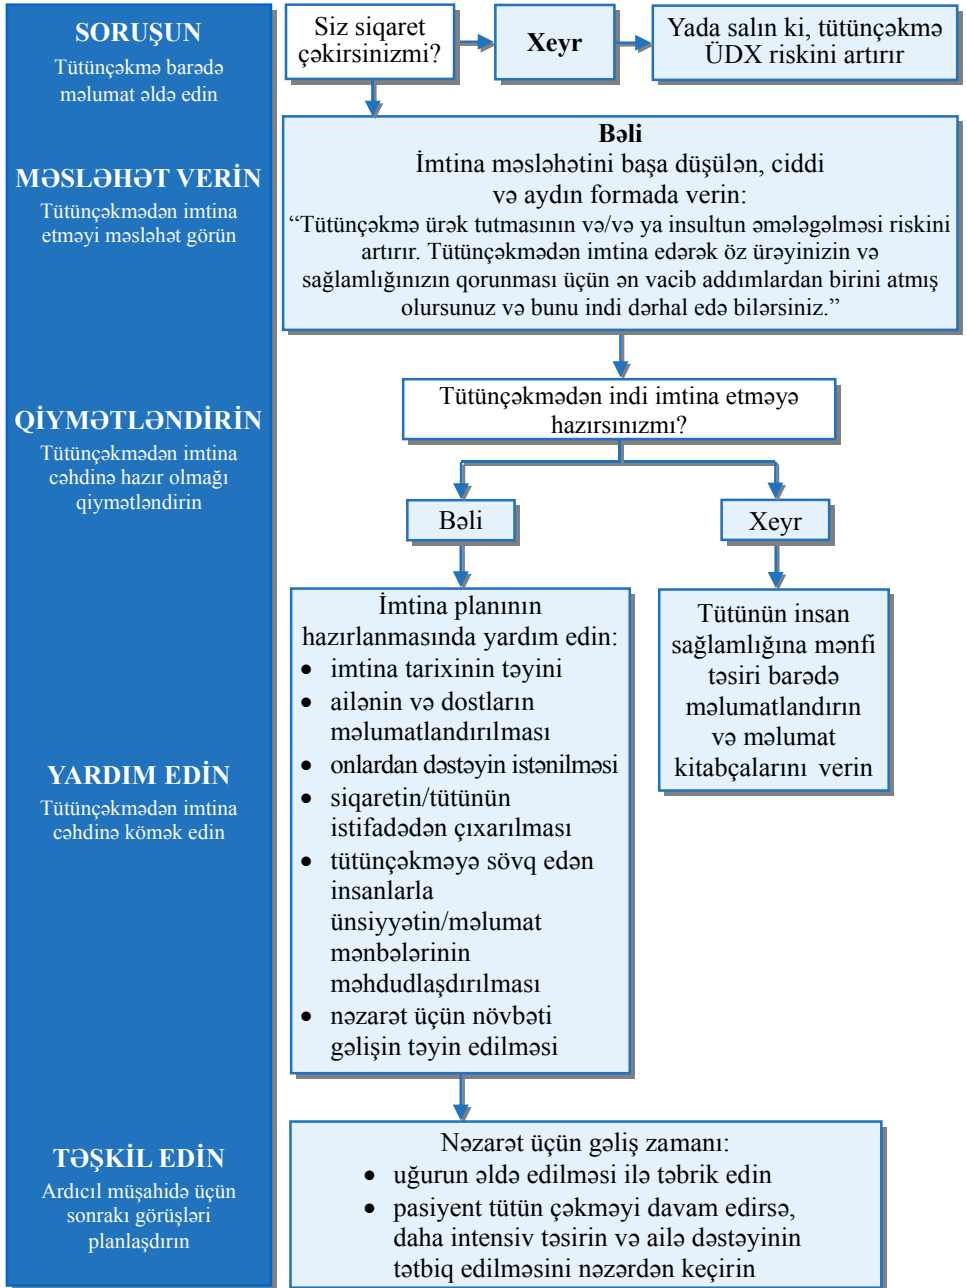 SORUŞUN
Tütünçəkmə barədə
məlumat əldə edin
Siz siqaret
çəkirsinizmi?
Xeyr
Yada salın ki, tütünçəkmə
ÜDX riskini artırır
MƏSLƏHƏT VERİN
Tütünçəkmədən imtina
etməyi məsləhət görün
Bəli
İmtina məsləhətini başa düşülən, ciddi
və aydın formada verin:
“Tütünçəkmə ürək tutmasının və/və ya insultun əmələgəlməsi riskini
artırır. Tütünçəkmədən imtina edərək öz ürəyinizin və
sağlamlığınızın qorunması üçün ən vacib addımlardan birini atmış
olursunuz və bunu indi dərhal edə bilərsiniz.”
QİYMƏTLƏNDİRİN
Tütünçəkmədən imtina
cəhdinə hazır olmağı
qiymətləndirin
Tütünçəkmədən indi imtina etməyə
hazırsınızmı?
Bəli
Xeyr
YARDIM EDİN
Tütünçəkmədən imtina
cəhdinə kömək edin
İmtina planının
hazırlanmasında yardım edin:
• imtina tarixinin təyini
• ailənin və dostların
məlumatlandırılması
• onlardan dəstəyin istənilməsi
• siqaretin/tütünün
istifadədən çıxarılması
• tütünçəkməyə sövq edən
insanlarla
ünsiyyətin/məlumat
mənbələrinin
məhdudlaşdırılması
• nəzarət üçün növbəti
gəlişin təyin edilməsi
Tütünün insan
sağlamlığına mənfi
təsiri barədə
məlumatlandırın
və məlumat
kitabçalarını verin
TƏŞKİL EDİN
Ardıcıl müşahidə üçün
sonrakı görüşləri
planlaşdırın
Nəzarət üçün gəliş zamanı:
• uğurun əldə edilməsi ilə təbrik edin
• pasiyent tütün çəkməyi davam edirsə,
daha intensiv təsirin və ailə dəstəyinin
tətbiq edilməsini nəzərdən keçirin